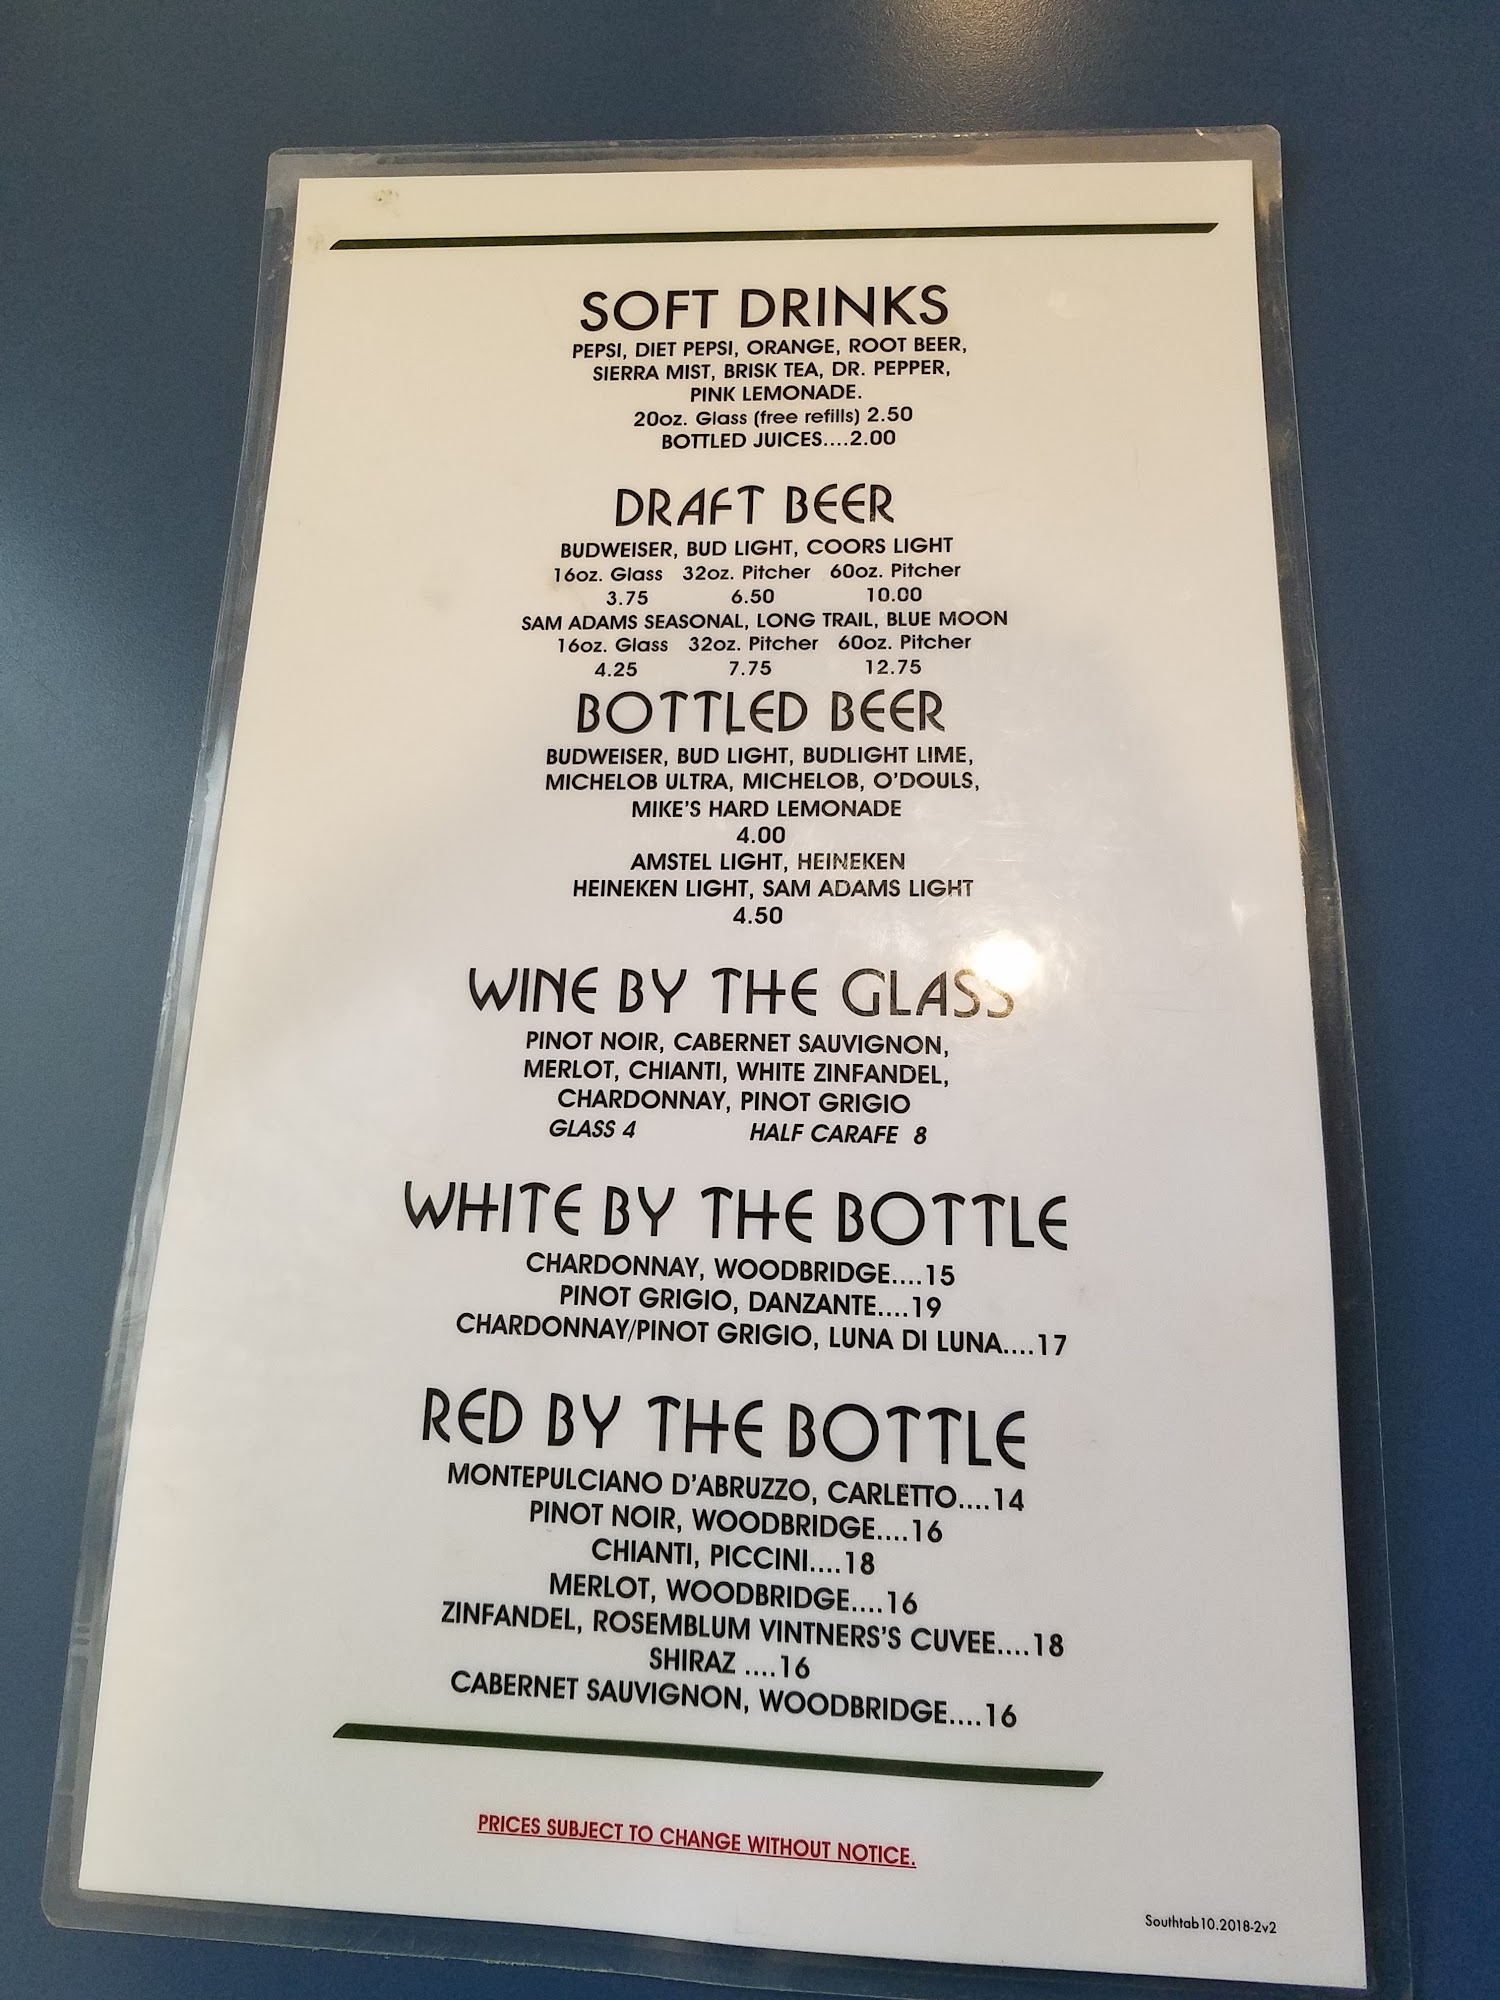 SOFT DRINKS
PEPSI, DIET PEPSI, ORANGE, ROOT BEER,
SIERRA MIST, BRISK TEA, DR. PEPPER,
PINK LEMONADE.
20oz. Glass (free refills) 2.50
BOTTLED JUICES....2.00
DRAFT BEER
BUDWEISER, BUD LIGHT, COORS LIGHT
16oz. Glass 32oz. Pitcher 60oz. Pitcher
3.75 6.50 10.00
SAM ADAMS SEASONAL, LONG TRAIL, BLUE MOON
16oz. Glass 32oz. Pitcher 60oz. Pitcher
4.25 7.75 12.75
BOTTLED BEER
BUDWEISER, BUD LIGHT, BUDLIGHT LIME,
MICHELOB ULTRA, MICHELOB, O'DOULS,
MIKE'S HARD LEMONADE
4.00
AMSTEL LIGHT, HEINEKEN
HEINEKEN LIGHT, SAM ADAMS LIGHT
4.50
WINE BY THE GLASS
PINOT NOIR, CABERNET SAUVIGNON,
MERLOT, CHIANTI, WHITE ZINFANDEL,
CHARDONNAY, PINOT GRIGIO
GLASS 4 HALF CARAFE 8
WHITE BY THE BOTTLE
CHARDONNAY, WOODBRIDGE....15
PINOT GRIGIO, DANZANTE....19
CHARDONNAY/PINOT GRIGIO, LUNA DI LUNA....17
RED BY THE BOTTLE
MONTEPULCIANO D'ABRUZZO, CARLETTO....14
PINOT NOIR, WOODBRIDGE....16
CHIANTI, PICCINI....18
MERLOT, WOODBRIDGE....16
ZINFANDEL, ROSEMBLUM VINTNERS'S CUVEE....18
SHIRAZ ....16
CABERNET SAUVIGNON, WOODBRIDGE....16
PRICES SUBJECT TO CHANGE WITHOUT NOTICE.
Southtab10.2018-2v2